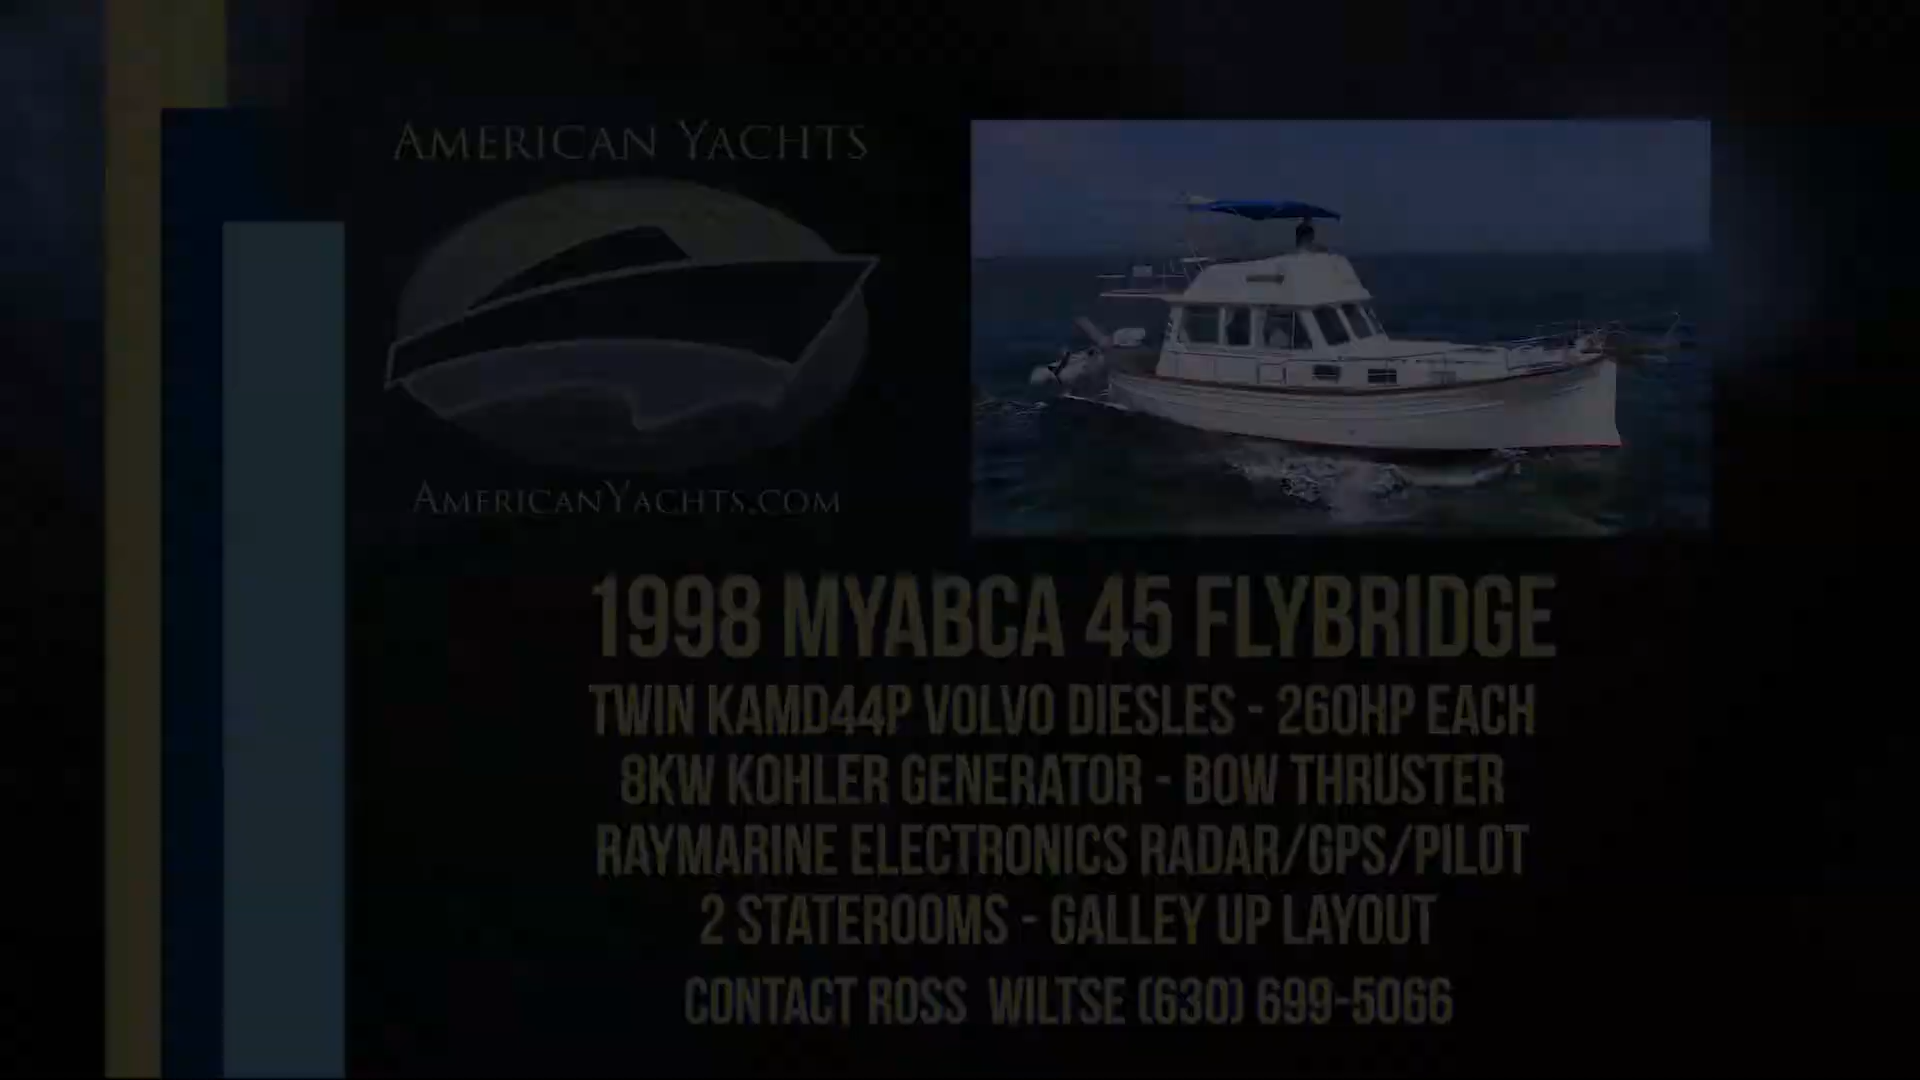 AMERICAN YACHTS
AMERICANYACHTS.COM
1998 MYABCA 45 FLYBRIDGE
TWIN KAMD44P VOLVO DIESLES - 260HP EACH
8KW KOHLER GENERATOR - BOW THRUSTER
RAYMARINE ELECTRONICS RADAR/GPS/PILOT
2 STATEROOMS - GALLEY UP LAYOUT
CONTACT ROSS WILTSE (630) 699-5066